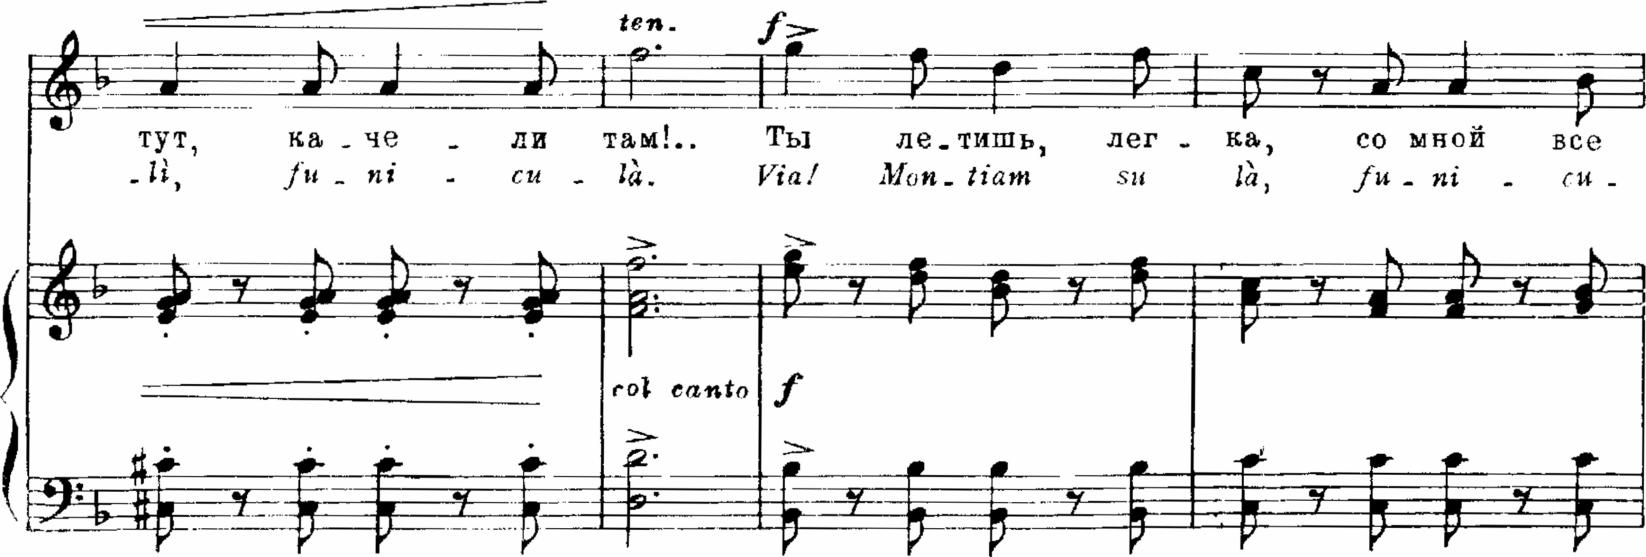 ten. f
тут, ка - че - ли там!.. Ты ле - тишь, лег - ка, со мной все
- lì, fu - ni - cu - là. Via! Mon - tiam su là, fu - ni - cu -
col canto f